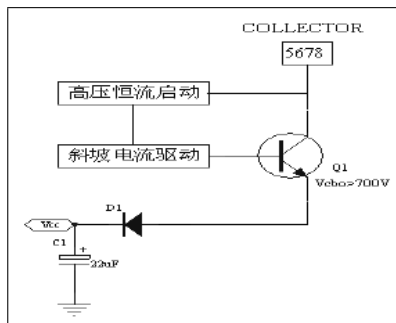 COLLECTOR
5678
高压恒流启动
斜坡电流驱动
Q1
Vcbo>700V
D1
Vcc
C1
+
22uF